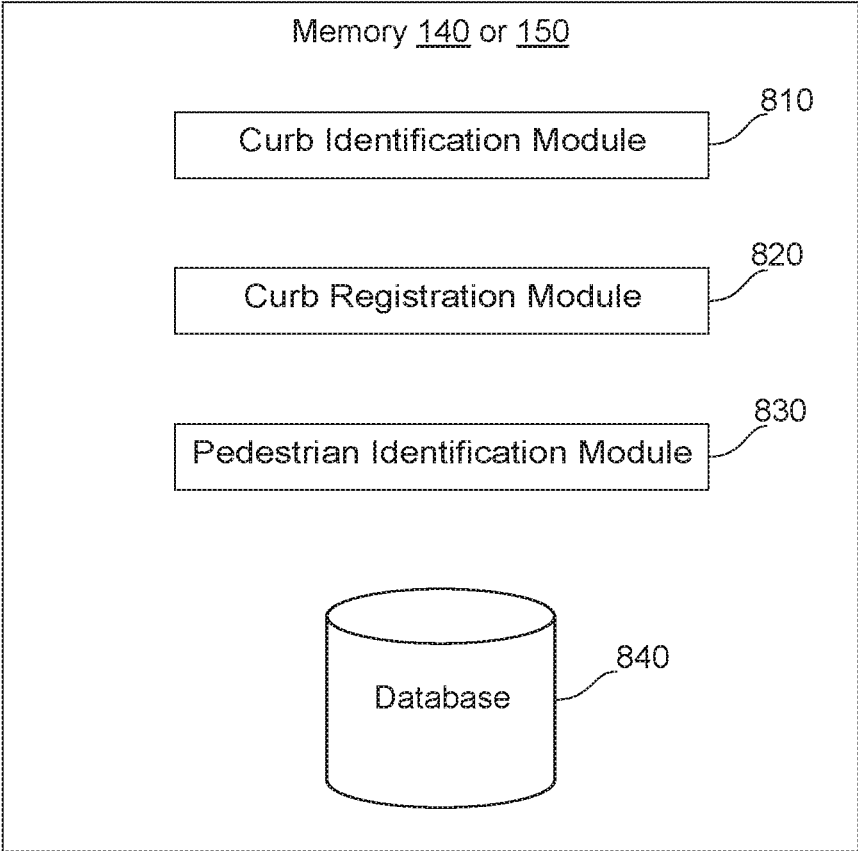 Memory 140 or 150
810
Curb Identification Module
820
Curb Registration Module
830
Pedestrian Identification Module
840
Database